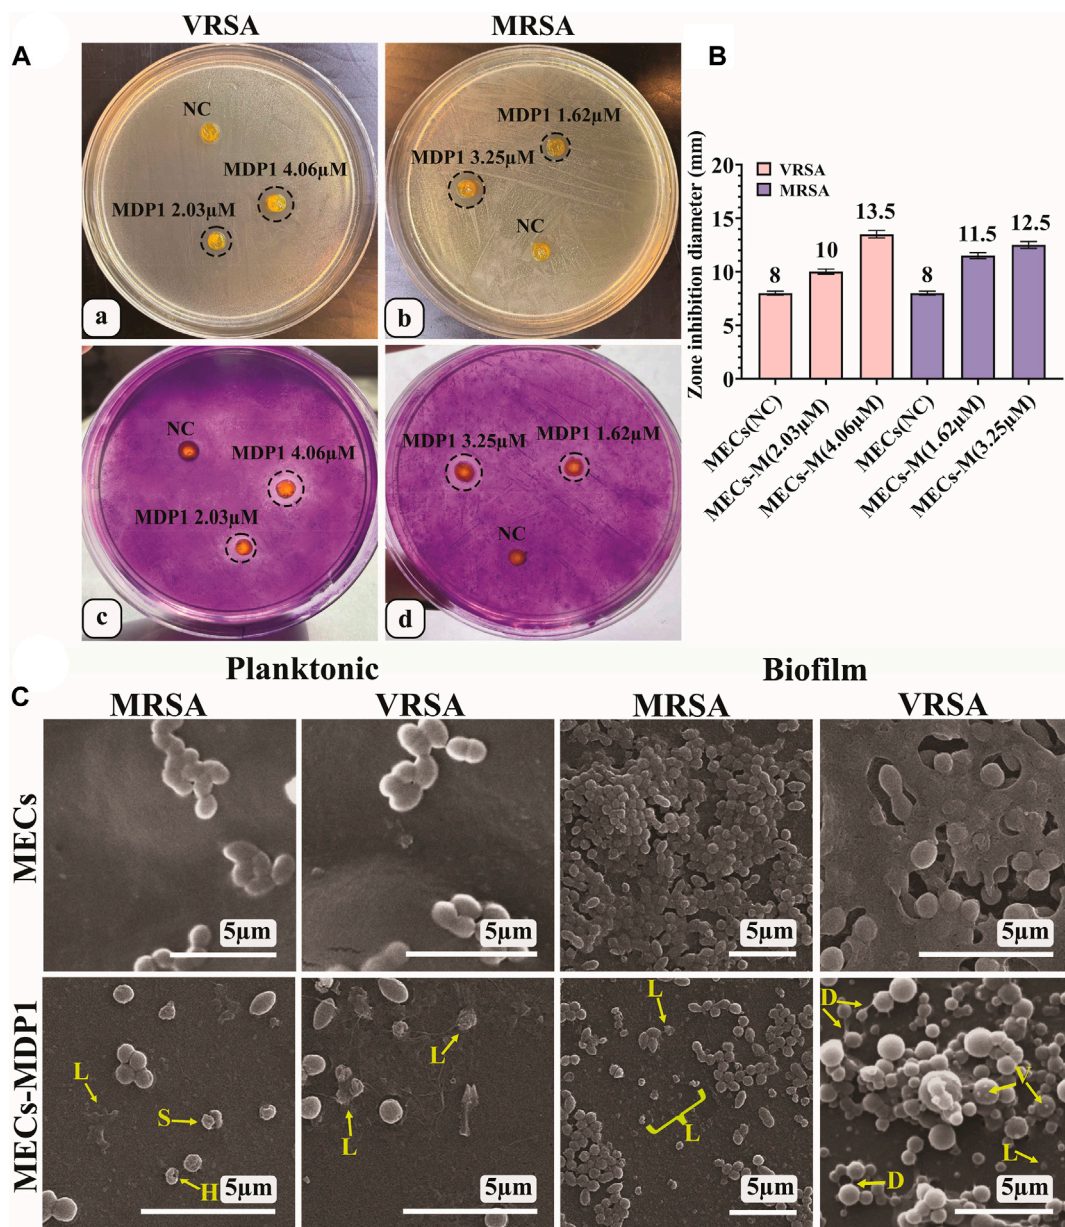 VRSA
MRSA
A
B
NC
MDP1 4.06µM
MDP1 2.03µM
a
MDP1 1.62µM
MDP1 3.25µM
NC
b
NC
MDP1 4.06µM
MDP1 2.03µM
c
MDP1 3.25µM
MDP1 1.62µM
NC
d
Zone inhibition diameter (mm)
20
15
10
5
0
VRSA
MRSA
8
10
13.5
8
11.5
12.5
MECs(NC)
MECs-M(2.03µM)
MECs-M(4.06µM)
MECs(NC)
MECs-M(1.62µM)
MECs-M(3.25µM)
C
Planktonic
Biofilm
MRSA
VRSA
MRSA
VRSA
MECs
5µm
5µm
5µm
5µm
MECs-MDP1
L
S
H
5µm
L
L
5µm
L
L
5µm
D
V
L
D
5µm